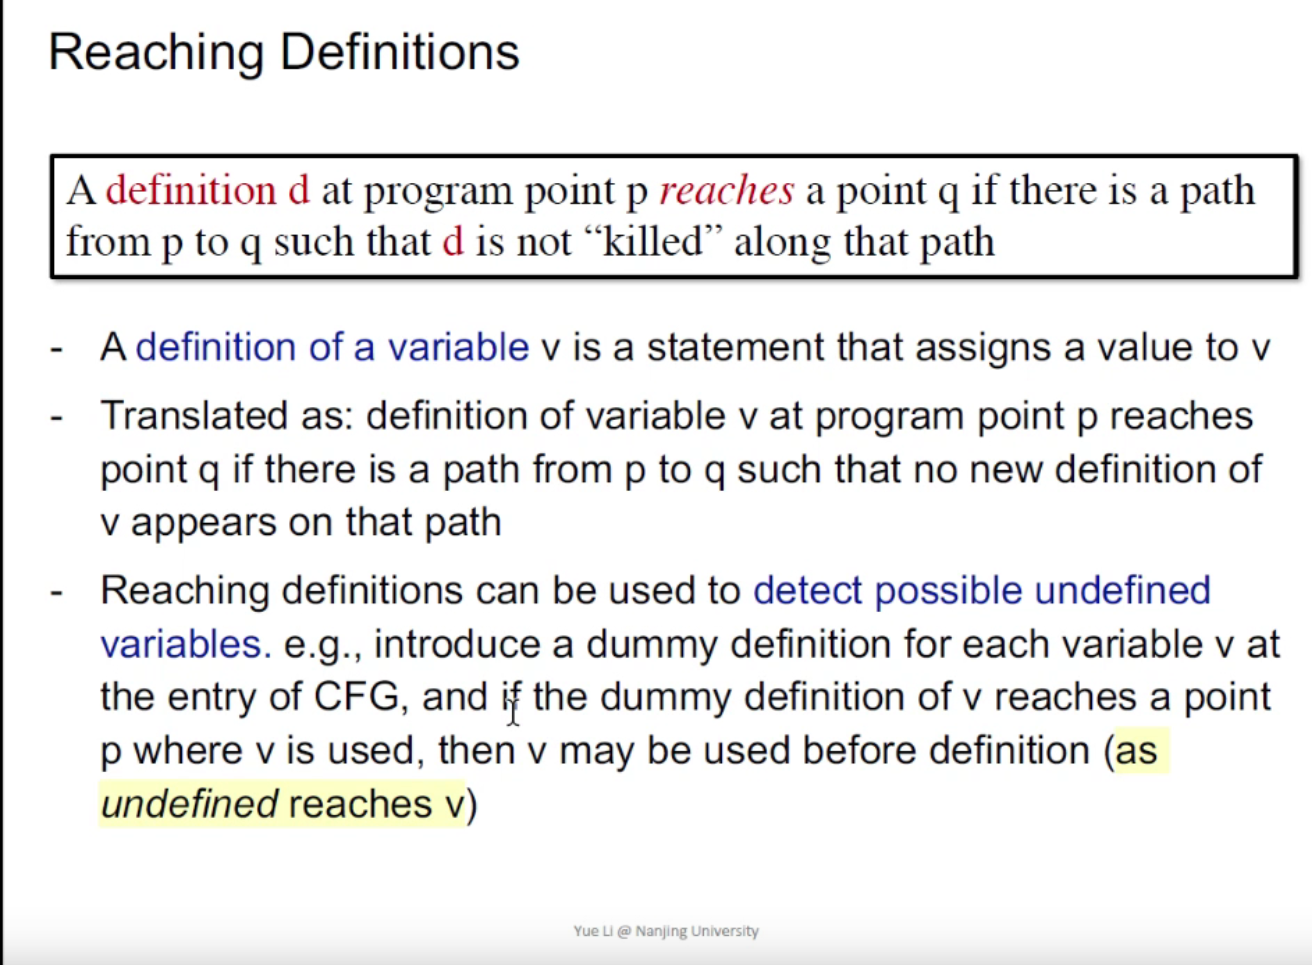 Reaching Definitions
A definition d at program point p reaches a point q if there is a path
from p to q such that d is not “killed” along that path
- A definition of a variable v is a statement that assigns a value to v
- Translated as: definition of variable v at program point p reaches
point q if there is a path from p to q such that no new definition of
v appears on that path
- Reaching definitions can be used to detect possible undefined
variables. e.g., introduce a dummy definition for each variable v at
the entry of CFG, and if the dummy definition of v reaches a point
p where v is used, then v may be used before definition (as
undefined reaches v)
Yue Li @ Nanjing University